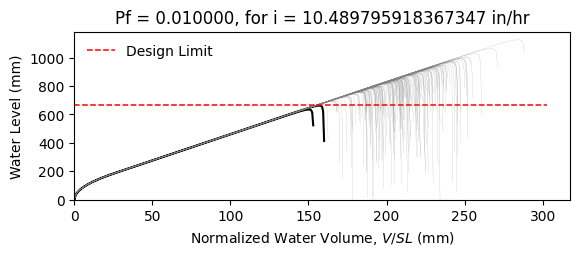 Pf = 0.010000, for i = 10.489795918367347 in/hr
Design Limit
Water Level (mm)
1000
800
600
400
200
0
0 50 100 150 200 250 300
Normalized Water Volume, V/SL (mm)